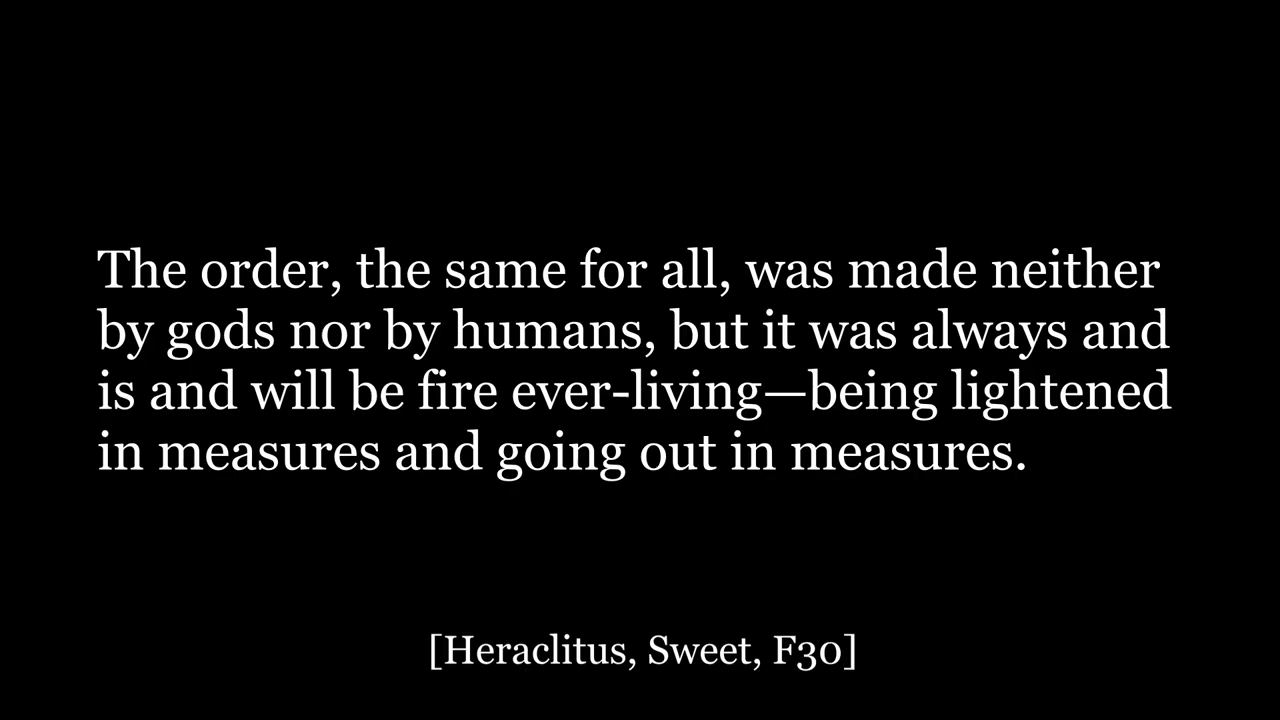 The order, the same for all, was made neither
by gods nor by humans, but it was always and
is and will be fire ever-living—being lightened
in measures and going out in measures.
[Heraclitus, Sweet, F30]